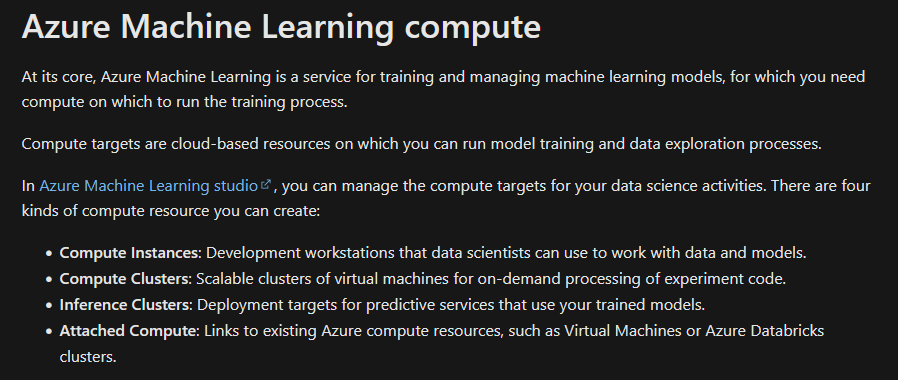 Azure Machine Learning compute
At its core, Azure Machine Learning is a service for training and managing machine learning models, for which you need
compute on which to run the training process.
Compute targets are cloud-based resources on which you can run model training and data exploration processes.
In Azure Machine Learning studio, you can manage the compute targets for your data science activities. There are four
kinds of compute resource you can create:
• Compute Instances: Development workstations that data scientists can use to work with data and models.
• Compute Clusters: Scalable clusters of virtual machines for on-demand processing of experiment code.
• Inference Clusters: Deployment targets for predictive services that use your trained models.
• Attached Compute: Links to existing Azure compute resources, such as Virtual Machines or Azure Databricks
clusters.